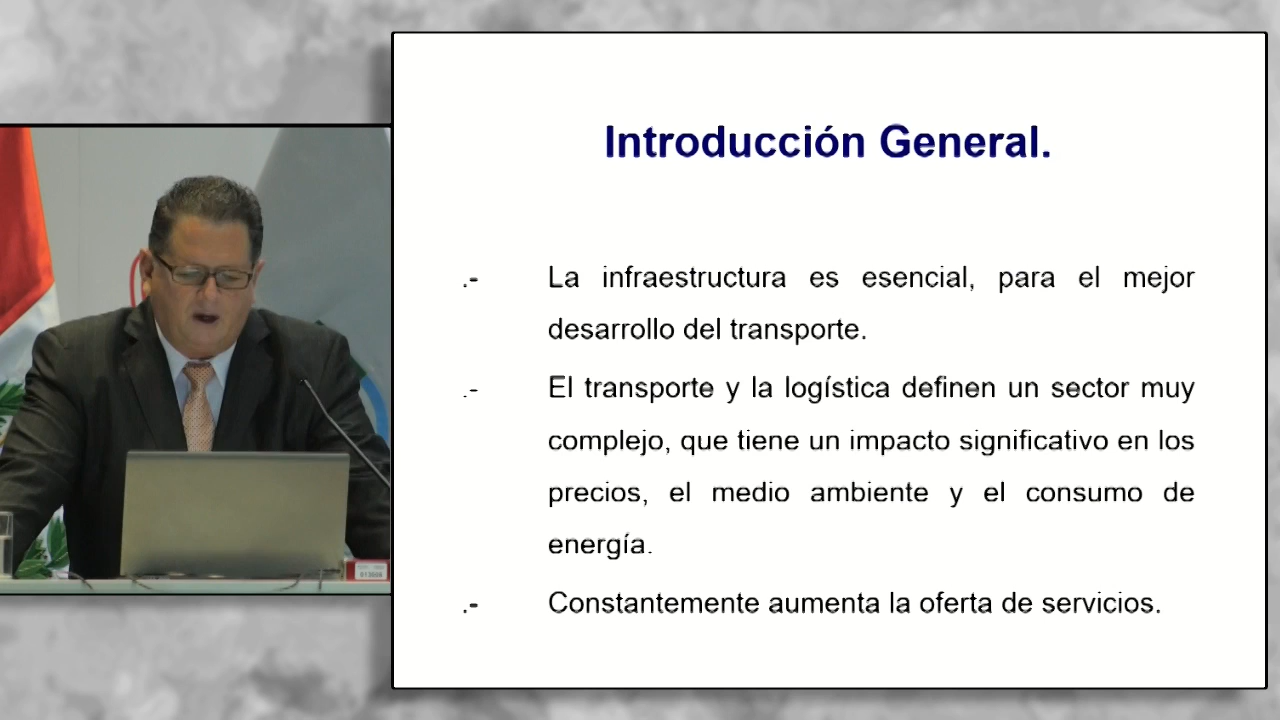 Introducción General.
.- La infraestructura es esencial, para el mejor
desarrollo del transporte.
.- El transporte y la logística definen un sector muy
complejo, que tiene un impacto significativo en los
precios, el medio ambiente y el consumo de
energía.
.- Constantemente aumenta la oferta de servicios.